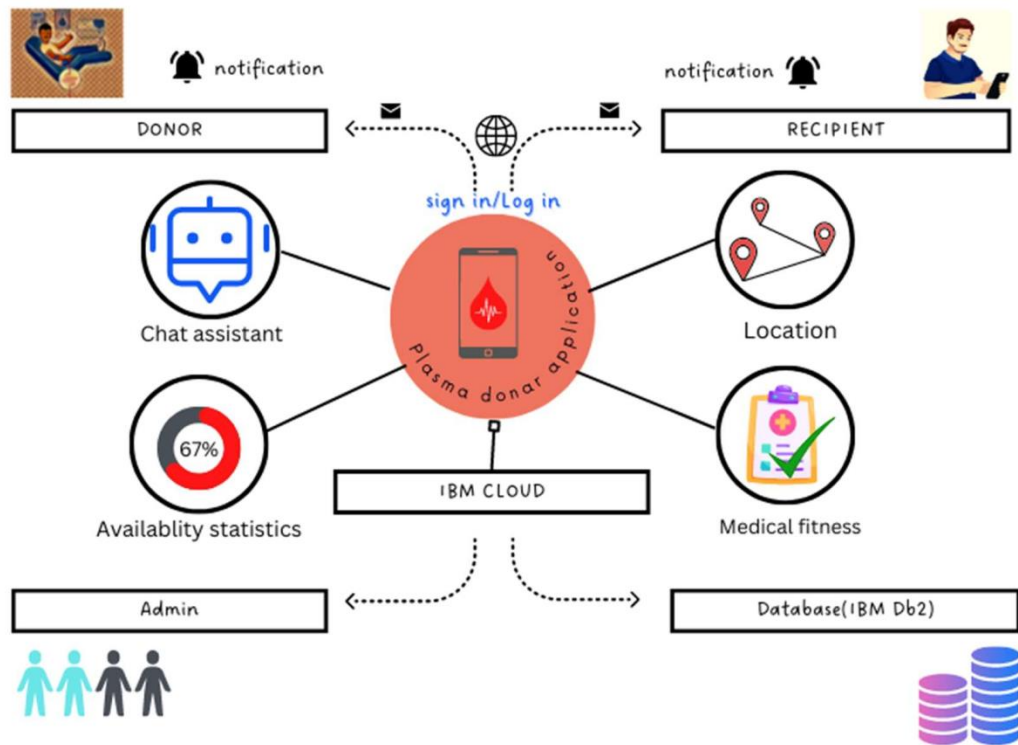 notification
notification
DONOR
RECIPIENT
sign in/Log in
Plasma donar application
Chat assistant
Location
67%
IBM CLOUD
Availablity statistics
Medical fitness
Admin
Database(IBM Db2)